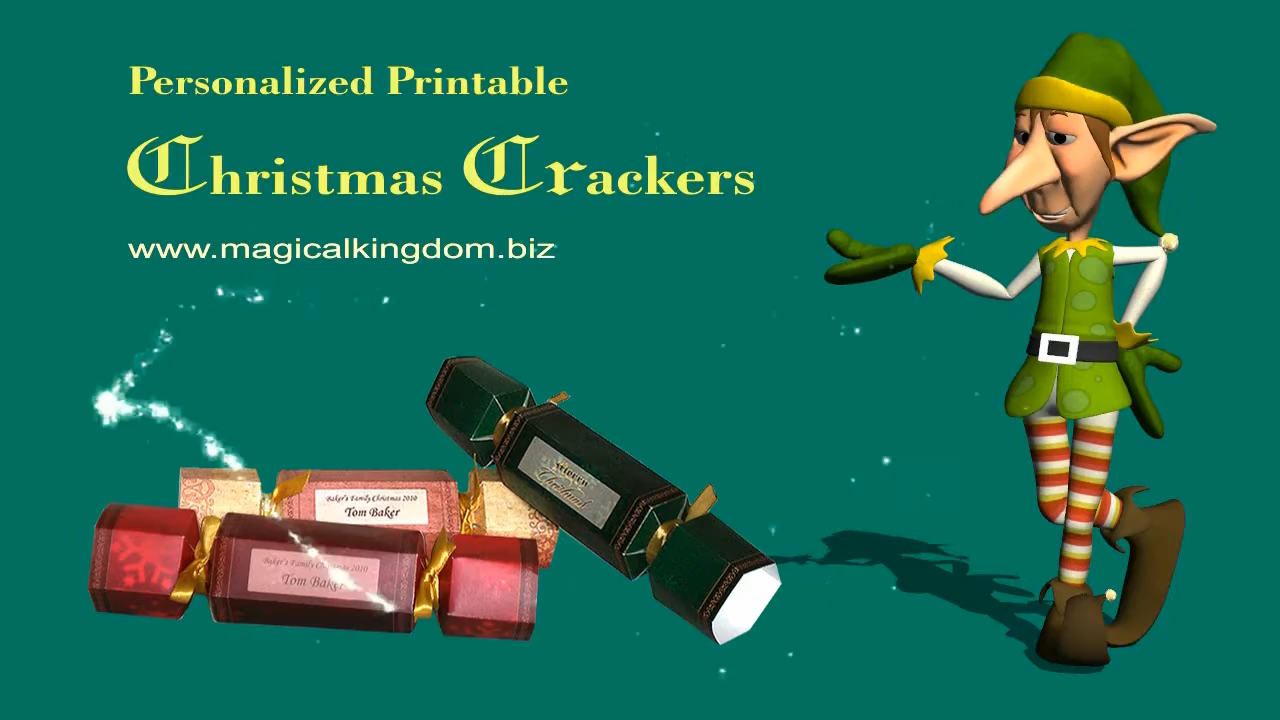 Personalized Printable
Christmas Crackers
www.magicalkingdom.biz
Baker's Family Christmas 2010
Tom Baker
Baker's Family Christmas 2010
Tom Baker
Christmas